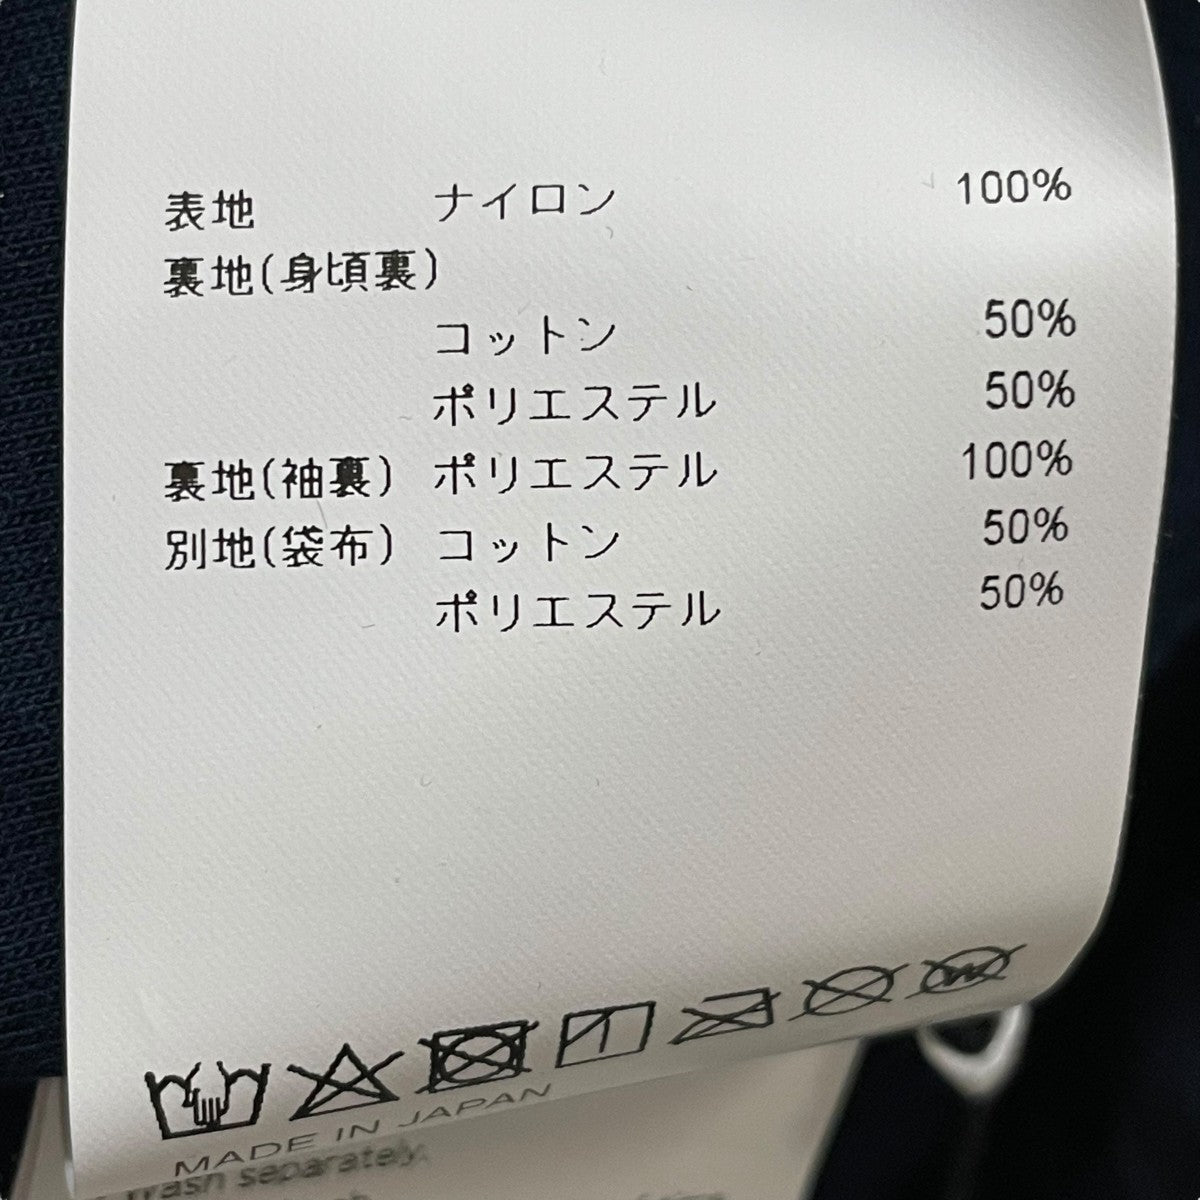 表地 ナイロン 100%
裏地(身頃裏)
コットン 50%
ポリエステル 50%
裏地(袖裏) ポリエステル 100%
別地(袋布) コットン 50%
ポリエステル 50%
MADE IN JAPAN
separately.